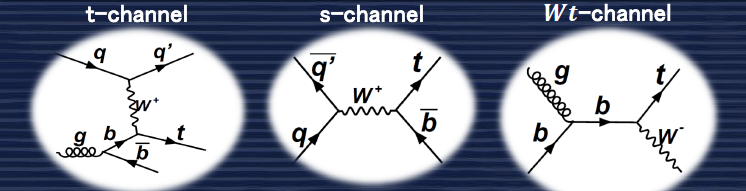 t-channel
s-channel
Wt-channel
q q'
W⁺
g b t
b̅
q̅'̅ t
W⁺
q b̅
g t
b
b W⁻